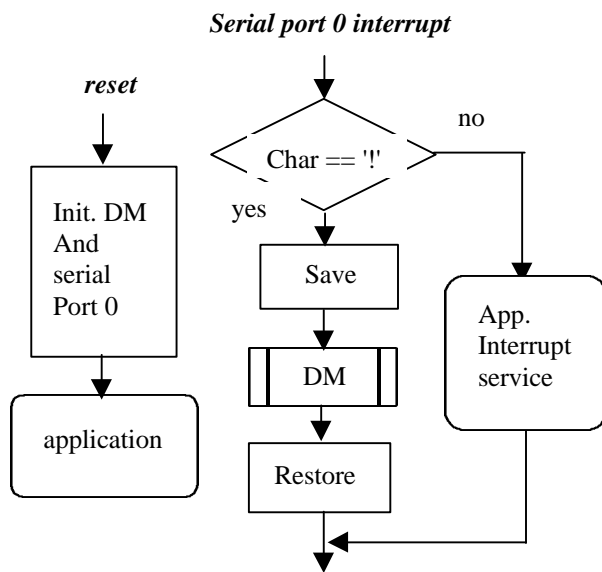 Serial port 0 interrupt
reset
no
Char == '!'
yes
Init. DM
And
serial
Port 0
Save
App.
Interrupt
service
DM
application
Restore